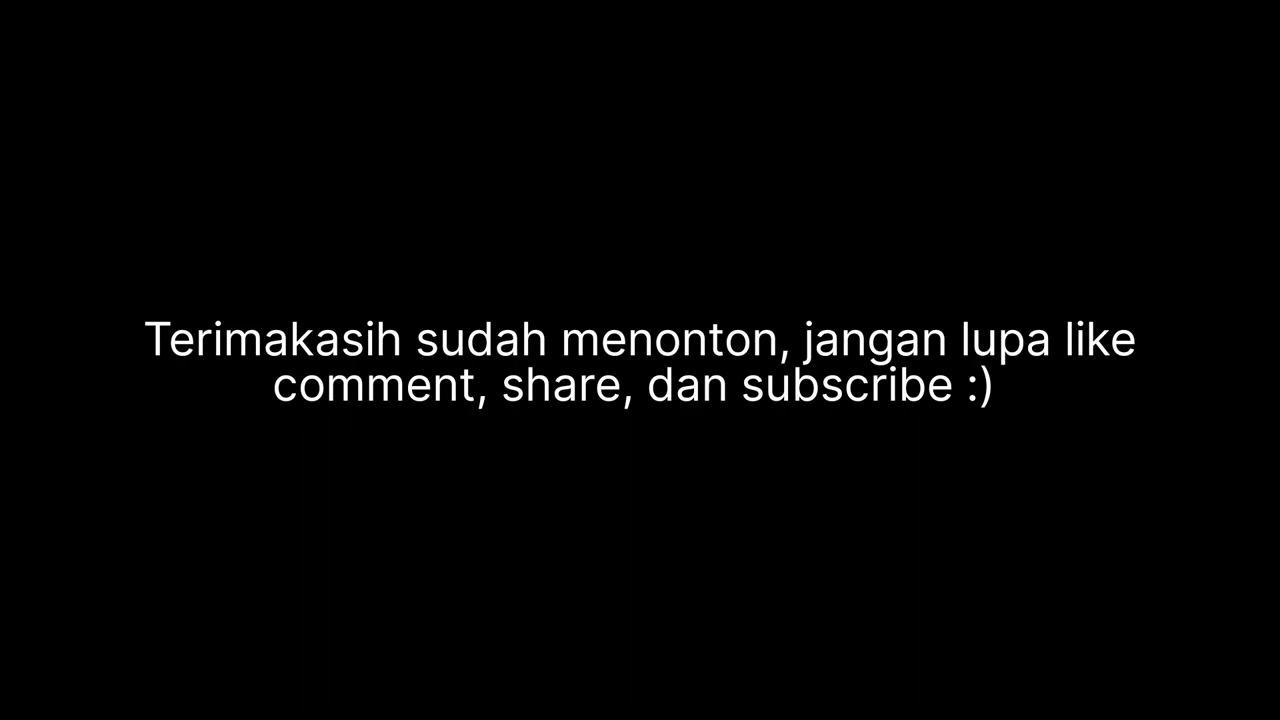 Terimakasih sudah menonton, jangan lupa like
comment, share, dan subscribe :)